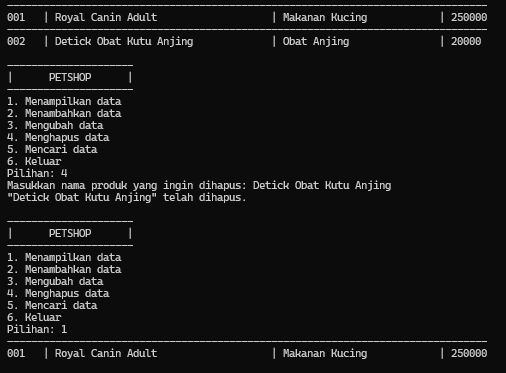 001 | Royal Canin Adult | Makanan Kucing | 250000
002 | Detick Obat Kutu Anjing | Obat Anjing | 20000
| PETSHOP |
1. Menampilkan data
2. Menambahkan data
3. Mengubah data
4. Menghapus data
5. Mencari data
6. Keluar
Pilihan: 4
Masukkan nama produk yang ingin dihapus: Detick Obat Kutu Anjing
"Detick Obat Kutu Anjing" telah dihapus.
| PETSHOP |
1. Menampilkan data
2. Menambahkan data
3. Mengubah data
4. Menghapus data
5. Mencari data
6. Keluar
Pilihan: 1
001 | Royal Canin Adult | Makanan Kucing | 250000